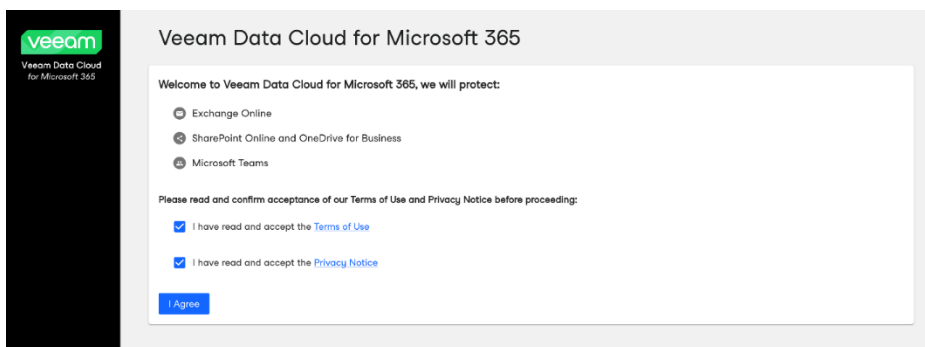 veeam
Veeam Data Cloud
for Microsoft 365
Veeam Data Cloud for Microsoft 365
Welcome to Veeam Data Cloud for Microsoft 365, we will protect:
Exchange Online
SharePoint Online and OneDrive for Business
Microsoft Teams
Please read and confirm acceptance of our Terms of Use and Privacy Notice before proceeding:
I have read and accept the Terms of Use
I have read and accept the Privacy Notice
I Agree